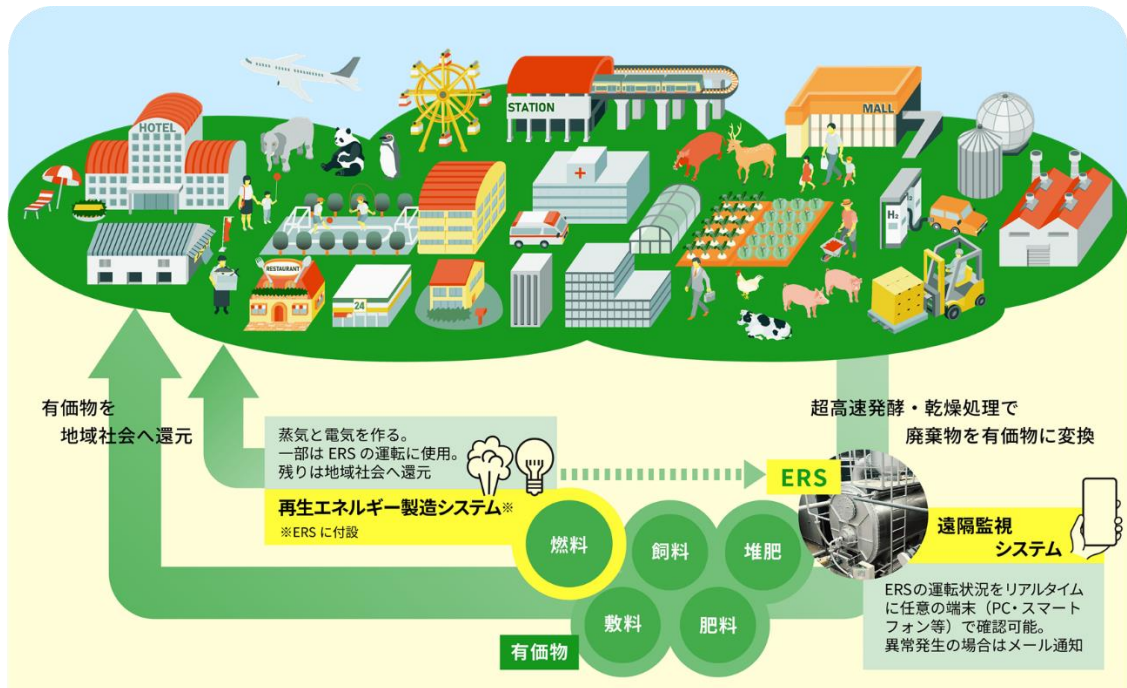 HOTEL
STATION
MALL
RESTAURANT
24
H₂
H₂
有価物を
地域社会へ還元
超高速発酵・乾燥処理で
廃棄物を有価物に変換
蒸気と電気を作る。
一部は ERS の運転に使用。
残りは地域社会へ還元
再生エネルギー製造システム※
※ERS に付設
ERS
遠隔監視
システム
ERSの運転状況をリアルタイム
に任意の端末（PC・スマート
フォン等）で確認可能。
異常発生の場合はメール通知
燃料
飼料
堆肥
敷料
肥料
有価物